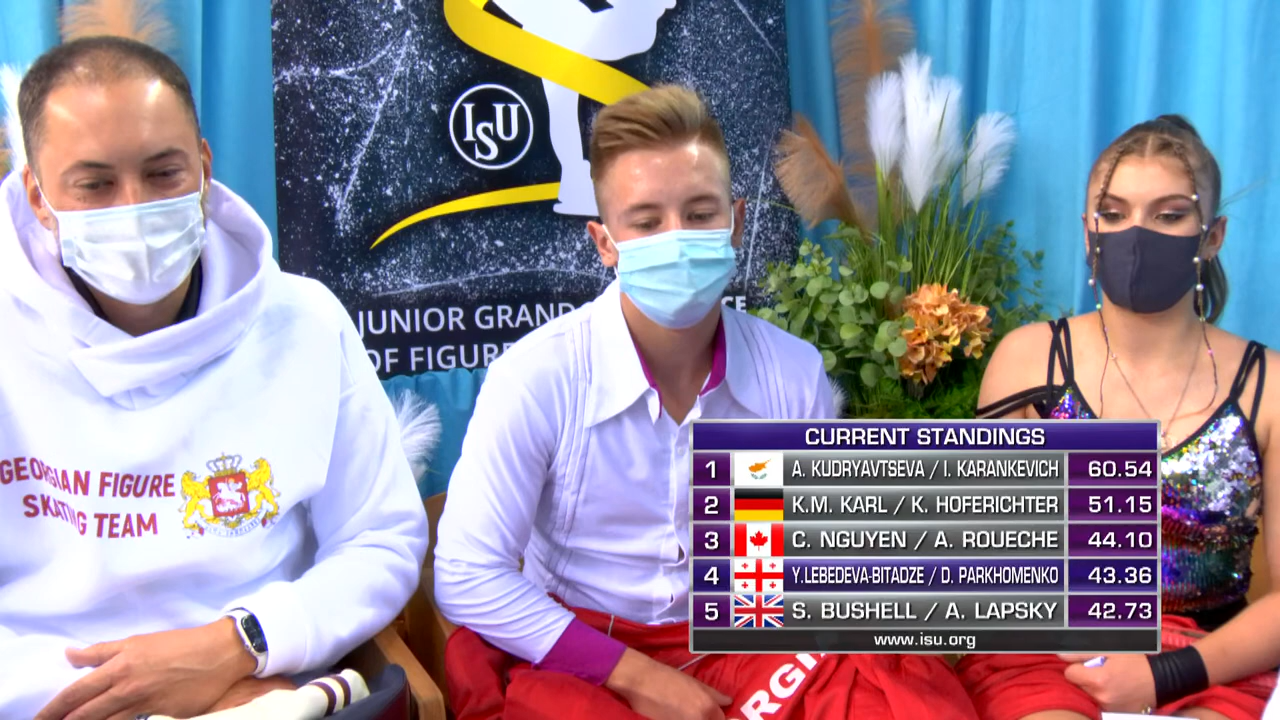 ISU
JUNIOR GRAND CE
OF FIGURE
GEORGIAN FIGURE
SKATING TEAM
RGI
CURRENT STANDINGS
1 A. KUDRYAVTSEVA / I. KARANKEVICH 60.54
2 K.M. KARL / K. HOFERICHTER 51.15
3 C. NGUYEN / A. ROUECHE 44.10
4 Y.LEBEDEVA-BITADZE / D. PARKHOMENKO 43.36
5 S. BUSHELL / A. LAPSKY 42.73
www.isu.org